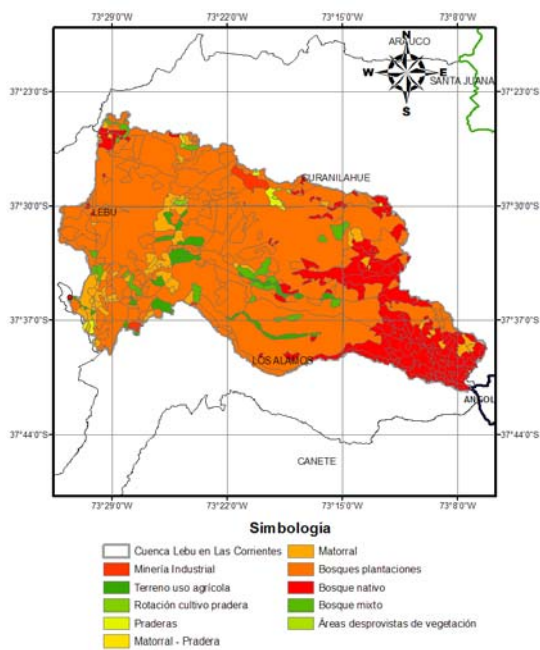 73°29'0"S 73°22'0"S 73°15'0"S 73°8'0"S
ARAUCO
N
W E
S
SANTA JUANA
37°23'0"S 37°23'0"S
CURANILAHUE
37°30'0"S 37°30'0"S
LEBU
37°37'0"S 37°37'0"S
LOS ALAMOS
ANGOL
37°44'0"S 37°44'0"S
CANETE
73°29'0"S 73°22'0"S 73°15'0"S 73°8'0"S
Simbología
Cuenca Lebu en Las Corrientes Matorral
Minería Industrial Bosques plantaciones
Terreno uso agrícola Bosque nativo
Rotación cultivo pradera Bosque mixto
Praderas Áreas desprovistas de vegetación
Matorral - Pradera